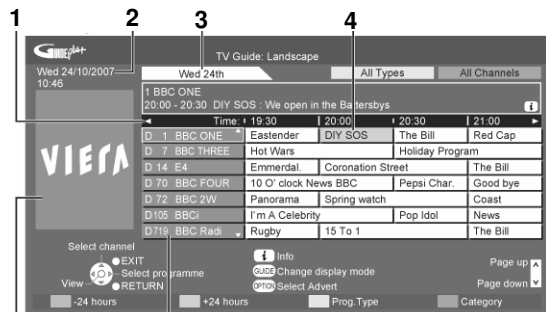 1
2
3
4
GUIDE Plus+
TV Guide: Landscape
Wed 24/10/2007
10:46
Wed 24th
All Types
All Channels
1 BBC ONE
20:00 - 20:30 DIY SOS : We open in the Battersbys
i
Time: 19:30 20:00 20:30 21:00
D 1 BBC ONE Eastender DIY SOS The Bill Red Cap
D 7 BBC THREE Hot Wars Holiday Program
D 14 E4 Emmerdal. Coronation Street The Bill
D 70 BBC FOUR 10 O' clock News BBC Pepsi Char. Good bye
D 72 BBC 2W Panorama Spring watch Coast
D105 BBCi I'm A Celebrity Pop Idol News
D719 BBC Radi Rugby 15 To 1 The Bill
VIERA
Select channel
EXIT
Select programme
View
RETURN
i Info
GUIDE Change display mode
OPTION Select Advert
Page up
Page down
-24 hours
+24 hours
Prog.Type
Category